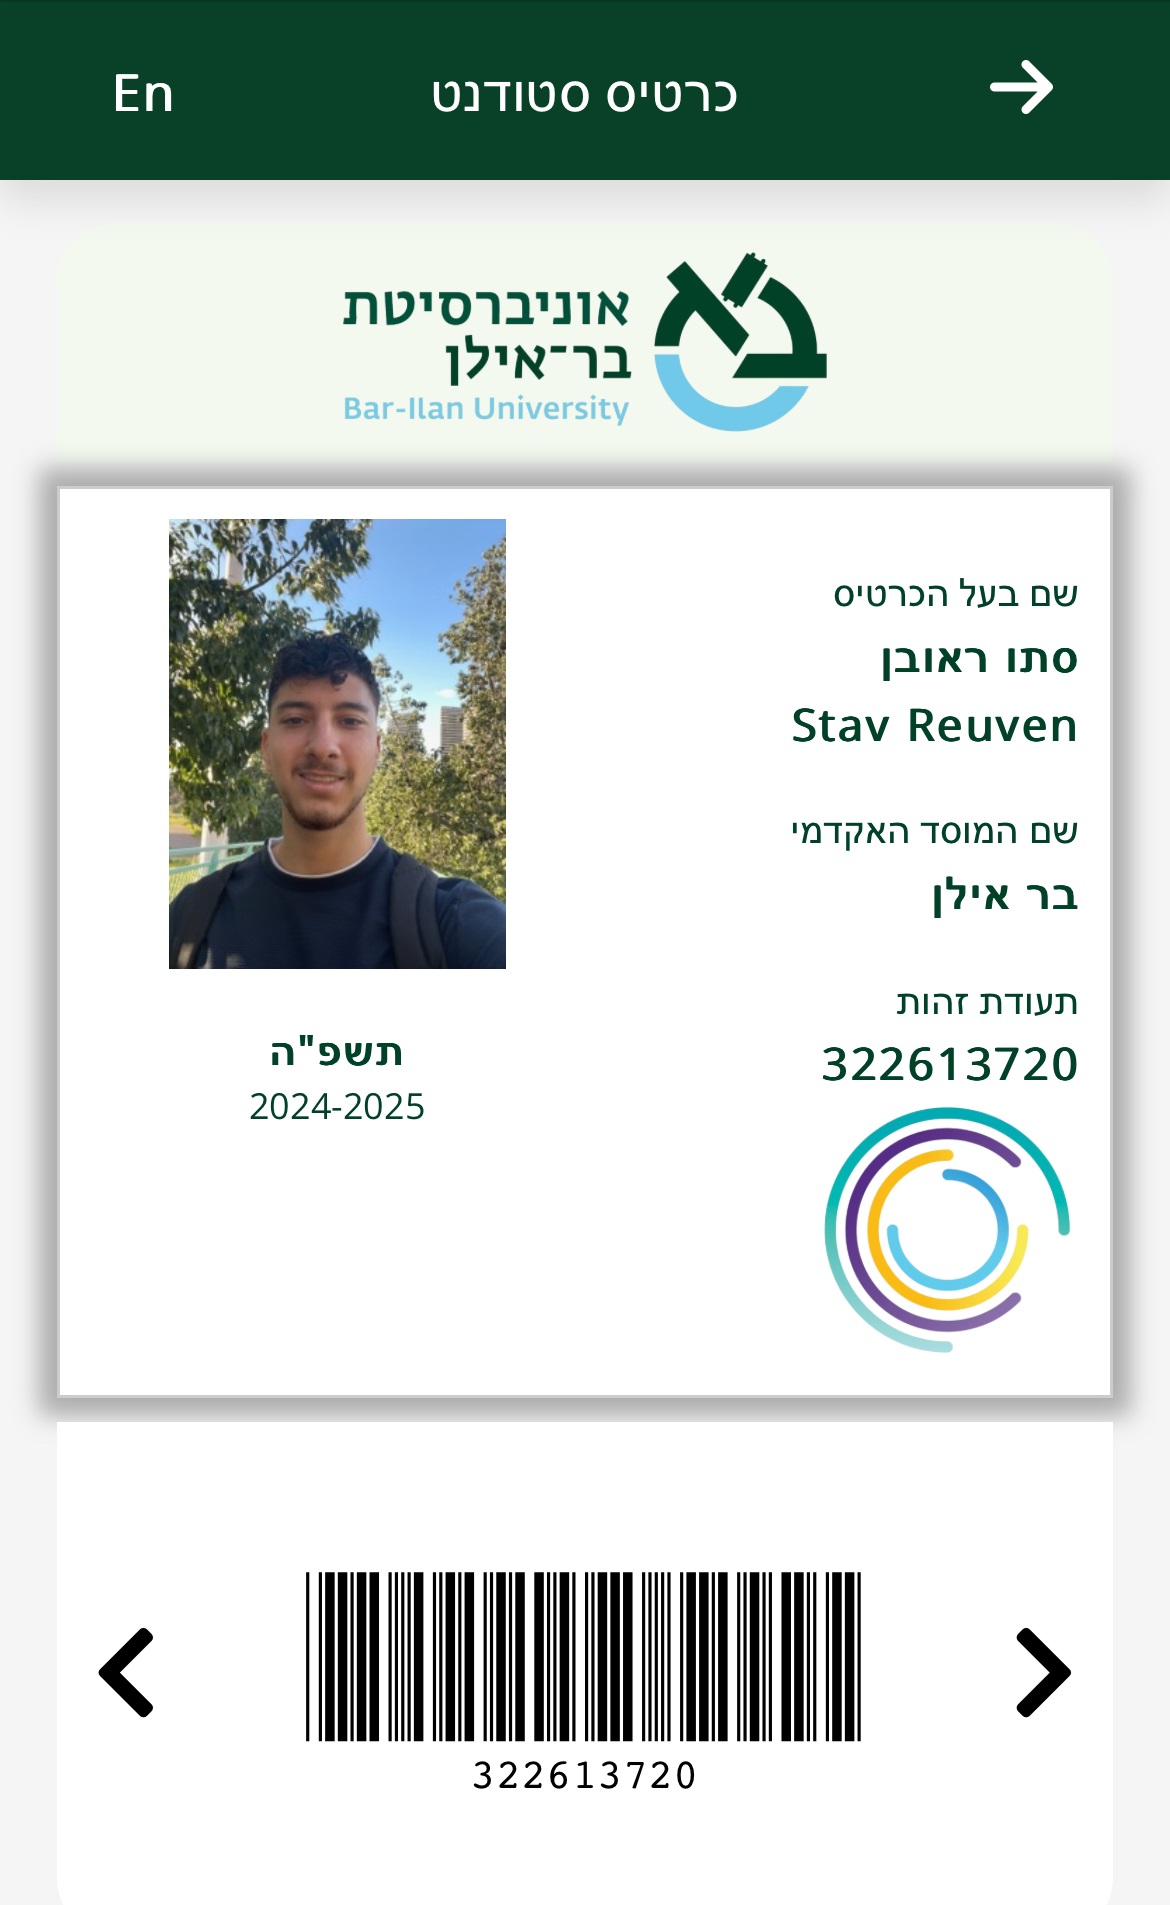 כרטיס סטודנט
En
אוניברסיטת
בר־אילן
Bar-Ilan University
שם בעל הכרטיס
סתו ראובן
Stav Reuven
שם המוסד האקדמי
בר אילן
תעודת זהות
322613720
תשפ"ה
2024-2025
322613720